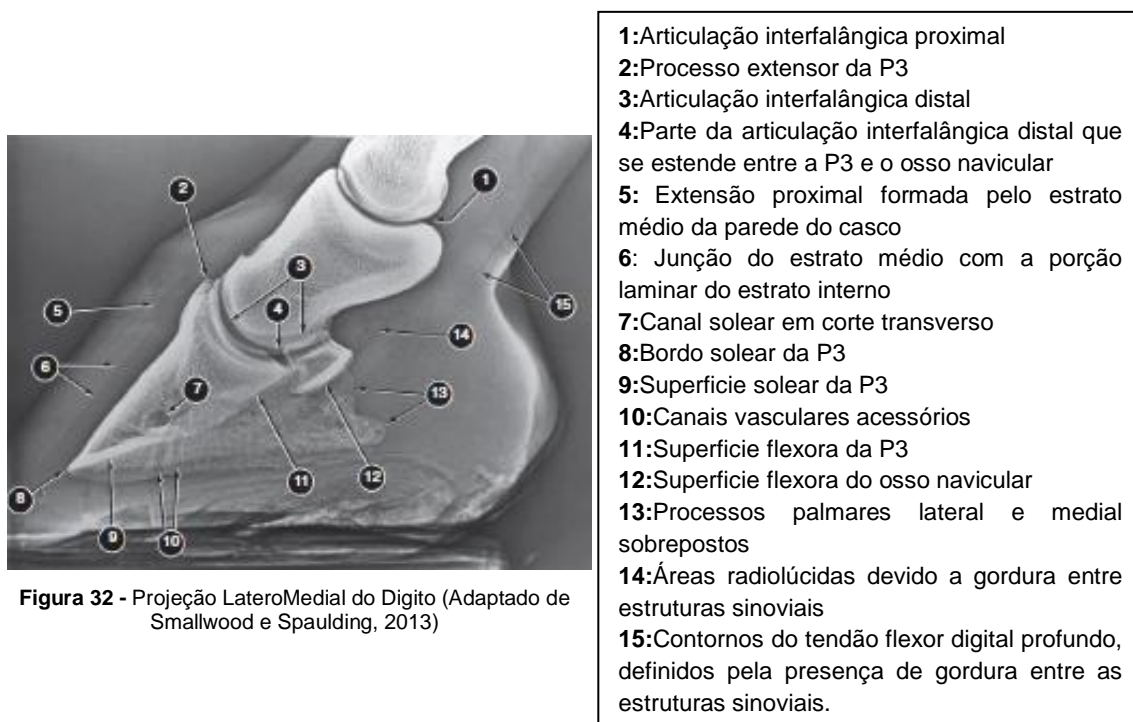 1:Articulação interfalângica proximal
2:Processo extensor da P3
3:Articulação interfalângica distal
4:Parte da articulação interfalângica distal que
se estende entre a P3 e o osso navicular
5: Extensão proximal formada pelo estrato
médio da parede do casco
6: Junção do estrato médio com a porção
laminar do estrato interno
7:Canal solear em corte transverso
8:Bordo solear da P3
9:Superficie solear da P3
10:Canais vasculares acessórios
11:Superficie flexora da P3
12:Superficie flexora do osso navicular
13:Processos palmares lateral e medial
sobrepostos
14:Áreas radiolúcidas devido a gordura entre
estruturas sinoviais
15:Contornos do tendão flexor digital profundo,
definidos pela presença de gordura entre as
estruturas sinoviais.
2
1
3
5
4
15
14
6
7
13
8
11
12
9
10
Figura 32 - Projeção LateroMedial do Digito (Adaptado de
Smallwood e Spaulding, 2013)